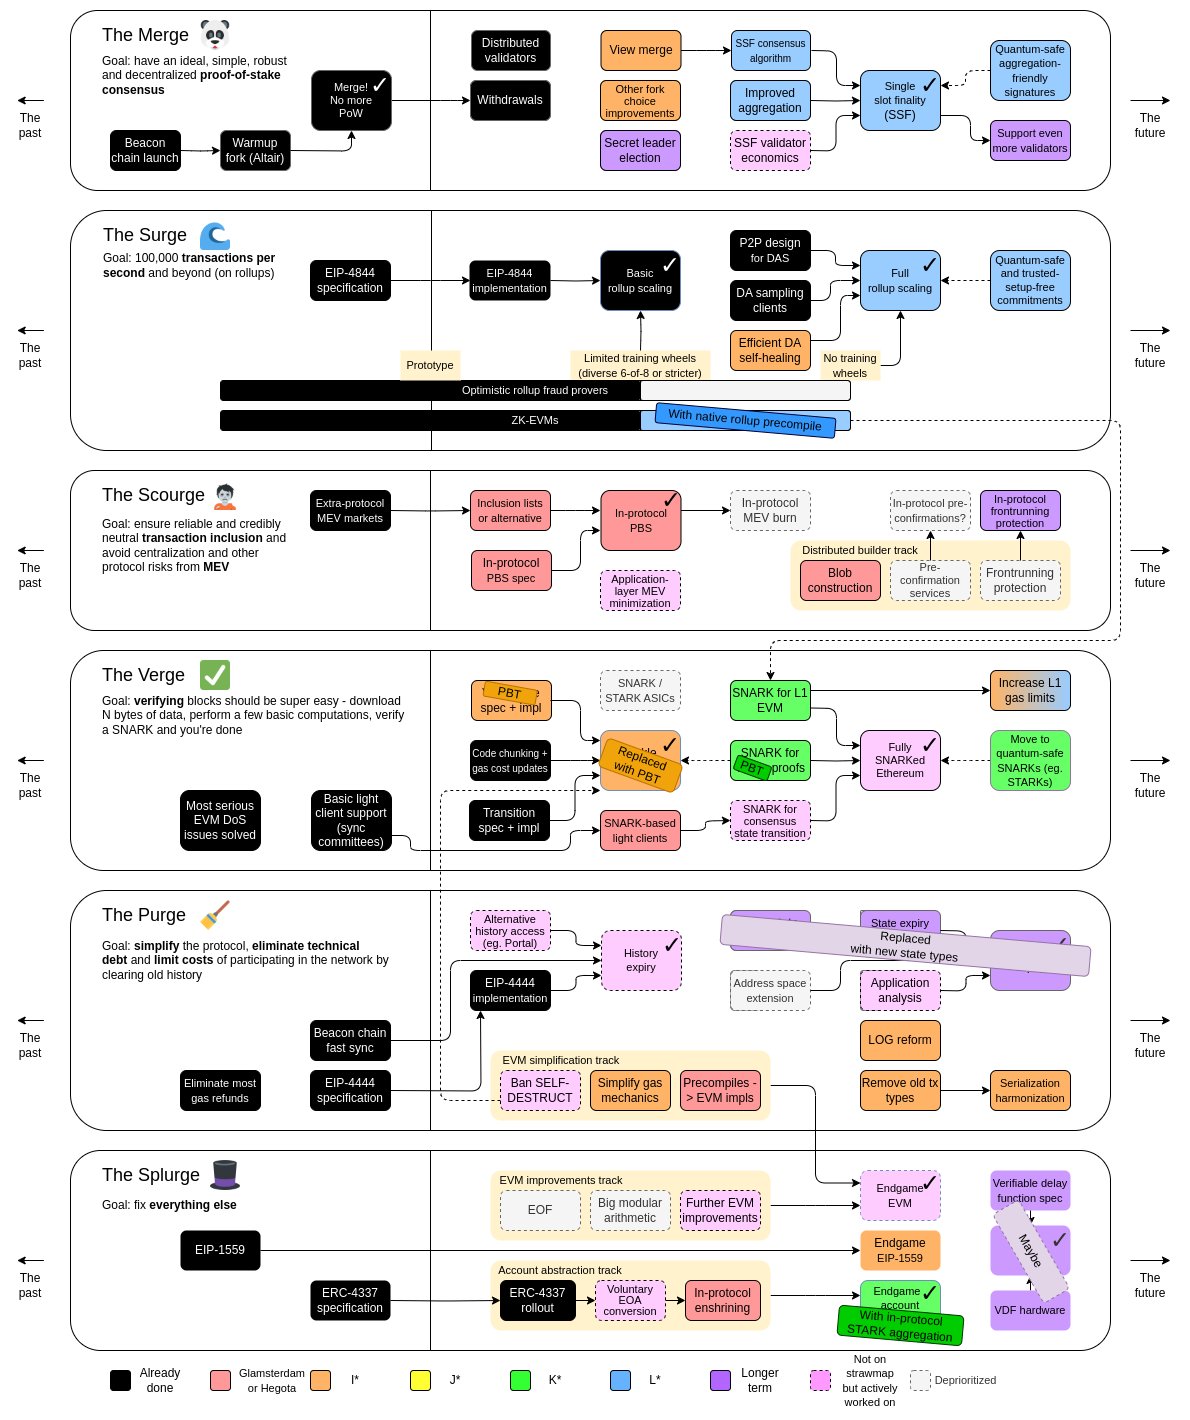 The Merge
Goal: have an ideal, simple, robust
and decentralized proof-of-stake
consensus
The
past
Beacon
chain launch
Warmup
fork (Altair)
Merge!
No more
PoW
Distributed
validators
Withdrawals
View merge
Other fork
choice
improvements
Secret leader
election
SSF consensus
algorithm
Improved
aggregation
SSF validator
economics
Single
slot finality
(SSF)
Quantum-safe
aggregation-
friendly
signatures
Support even
more validators
The
future
The Surge
Goal: 100,000 transactions per
second and beyond (on rollups)
The
past
EIP-4844
specification
EIP-4844
implementation
Basic
rollup scaling
P2P design
for DAS
DA sampling
clients
Efficient DA
self-healing
Full
rollup scaling
Quantum-safe
and trusted-
setup-free
commitments
Prototype
Limited training wheels
(diverse 6-of-8 or stricter)
No training
wheels
Optimistic rollup fraud provers
ZK-EVMs
With native rollup precompile
The
future
The Scourge
Goal: ensure reliable and credibly
neutral transaction inclusion and
avoid centralization and other
protocol risks from MEV
The
past
Extra-protocol
MEV markets
Inclusion lists
or alternative
In-protocol
PBS spec
In-protocol
PBS
Application-
layer MEV
minimization
In-protocol
MEV burn
In-protocol pre-
confirmations?
In-protocol
frontrunning
protection
Distributed builder track
Blob
construction
Pre-
confirmation
services
Frontrunning
protection
The
future
The Verge
Goal: verifying blocks should be super easy - download
N bytes of data, perform a few basic computations, verify
a SNARK and you're done
The
past
Most serious
EVM DoS
issues solved
Basic light
client support
(sync
committees)
PBT
spec + impl
Code chunking +
gas cost updates
Transition
spec + impl
SNARK /
STARK ASICs
Replaced
with PBT
SNARK-based
light clients
SNARK for L1
EVM
SNARK for
PBT proofs
SNARK for
consensus
state transition
Fully
SNARKed
Ethereum
Increase L1
gas limits
Move to
quantum-safe
SNARKs (eg.
STARKs)
The
future
The Purge
Goal: simplify the protocol, eliminate technical
debt and limit costs of participating in the network by
clearing old history
The
past
Eliminate most
gas refunds
Beacon chain
fast sync
EIP-4444
specification
Alternative
history access
(eg. Portal)
EIP-4444
implementation
History
expiry
Address space
extension
State expiry
Replaced
with new state types
Application
analysis
LOG reform
Remove old tx
types
Serialization
harmonization
EVM simplification track
Ban SELF-
DESTRUCT
Simplify gas
mechanics
Precompiles -
> EVM impls
The
future
The Splurge
Goal: fix everything else
The
past
EIP-1559
ERC-4337
specification
EVM improvements track
EOF
Big modular
arithmetic
Further EVM
improvements
Account abstraction track
ERC-4337
rollout
Voluntary
EOA
conversion
In-protocol
enshrining
Endgame
EVM
Endgame
EIP-1559
Endgame
account
With in-protocol
STARK aggregation
Verifiable delay
function spec
Maybe
VDF hardware
The
future
Already
done
Glamsterdam
or Hegota
I*
J*
K*
L*
Longer
term
Not on
strawmap
but actively
worked on
Deprioritized